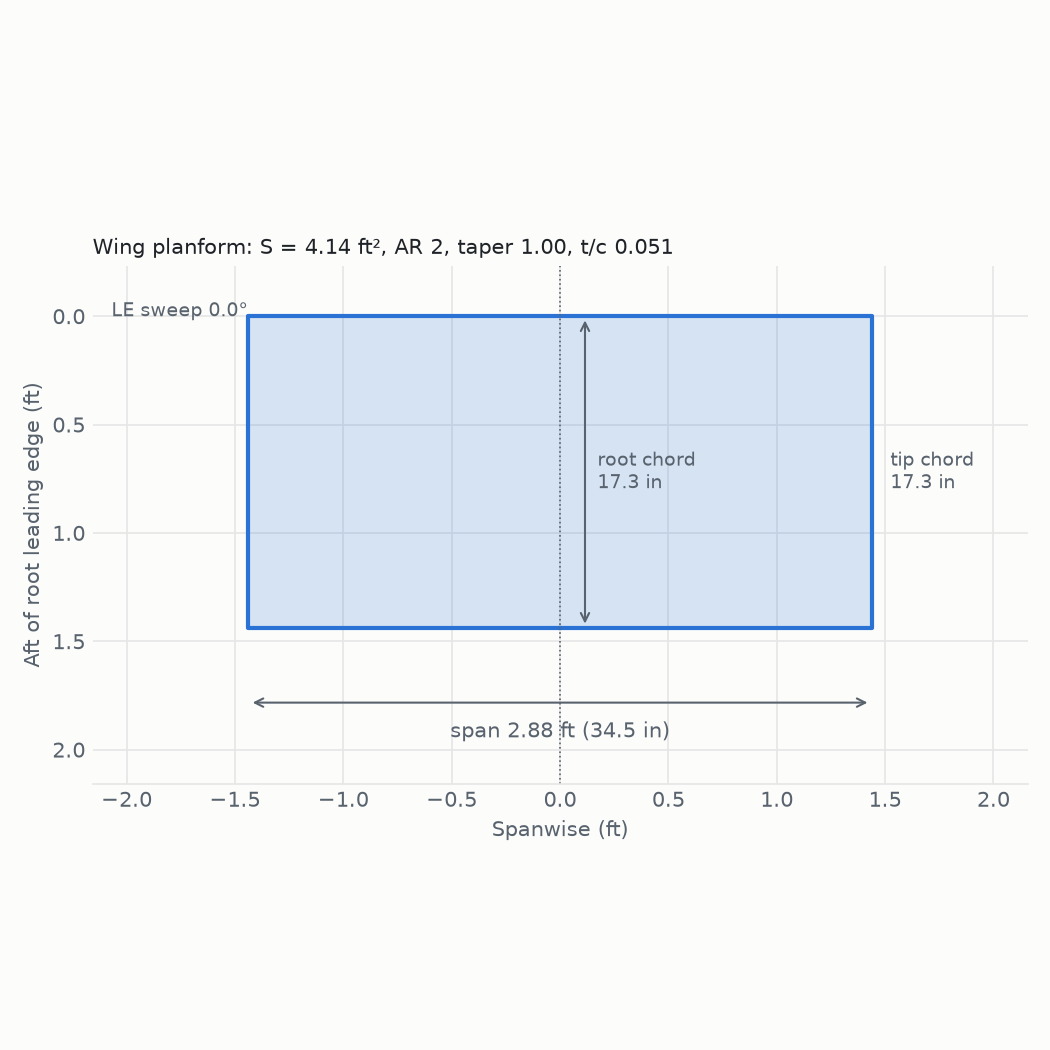 Wing planform: S = 4.14 ft², AR 2, taper 1.00, t/c 0.051
LE sweep 0.0°
0.0
0.5
1.0
1.5
2.0
Aft of root leading edge (ft)
root chord
17.3 in
tip chord
17.3 in
span 2.88 ft (34.5 in)
−2.0 −1.5 −1.0 −0.5 0.0 0.5 1.0 1.5 2.0
Spanwise (ft)